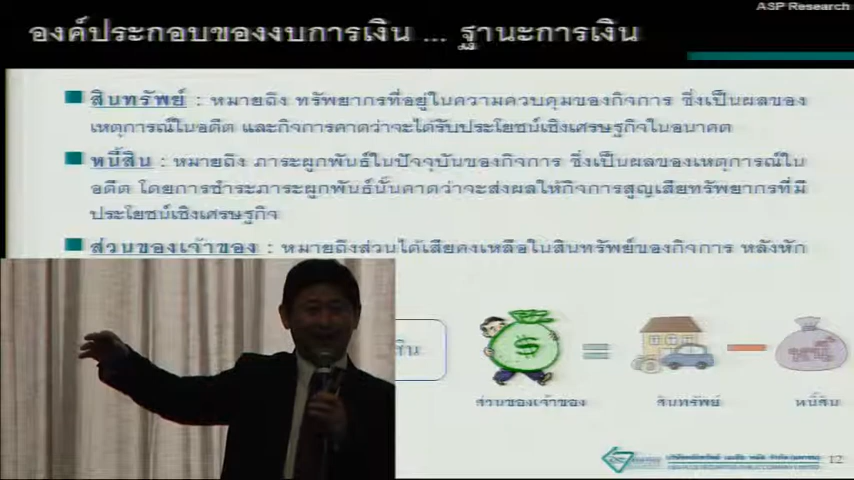 ASP Research
องค์ประกอบของงบการเงิน ... ฐานะการเงิน
สินทรัพย์ : หมายถึง ทรัพยากรที่อยู่ในความควบคุมของกิจการ ซึ่งเป็นผลของ
เหตุการณ์ในอดีต และกิจการคาดว่าจะได้รับประโยชน์เชิงเศรษฐกิจในอนาคต
หนี้สิน : หมายถึง ภาระผูกพันธ์ในปัจจุบันของกิจการ ซึ่งเป็นผลของเหตุการณ์ใน
อดีต โดยการชำระภาระผูกพันธ์นั้นคาดว่าจะส่งผลให้กิจการสูญเสียทรัพยากรที่มี
ประโยชน์เชิงเศรษฐกิจ
ส่วนของเจ้าของ : หมายถึงส่วนได้เสียคงเหลือในสินทรัพย์ของกิจการ หลังหัก
$ = –
ส่วนของเจ้าของ สินทรัพย์ หนี้สิน
12